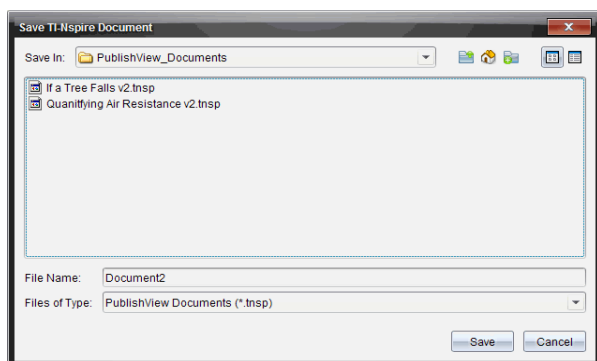 Save TI-Nspire Document
Save In: PublishView_Documents
If a Tree Falls v2.tnsp
Quanitfying Air Resistance v2.tnsp
File Name: Document2
Files of Type: PublishView Documents (*.tnsp)
Save Cancel